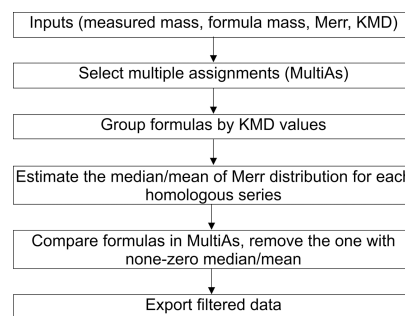 Inputs (measured mass, formula mass, Merr, KMD)
Select multiple assignments (MultiAs)
Group formulas by KMD values
Estimate the median/mean of Merr distribution for each
homologous series
Compare formulas in MultiAs, remove the one with
none-zero median/mean
Export filtered data